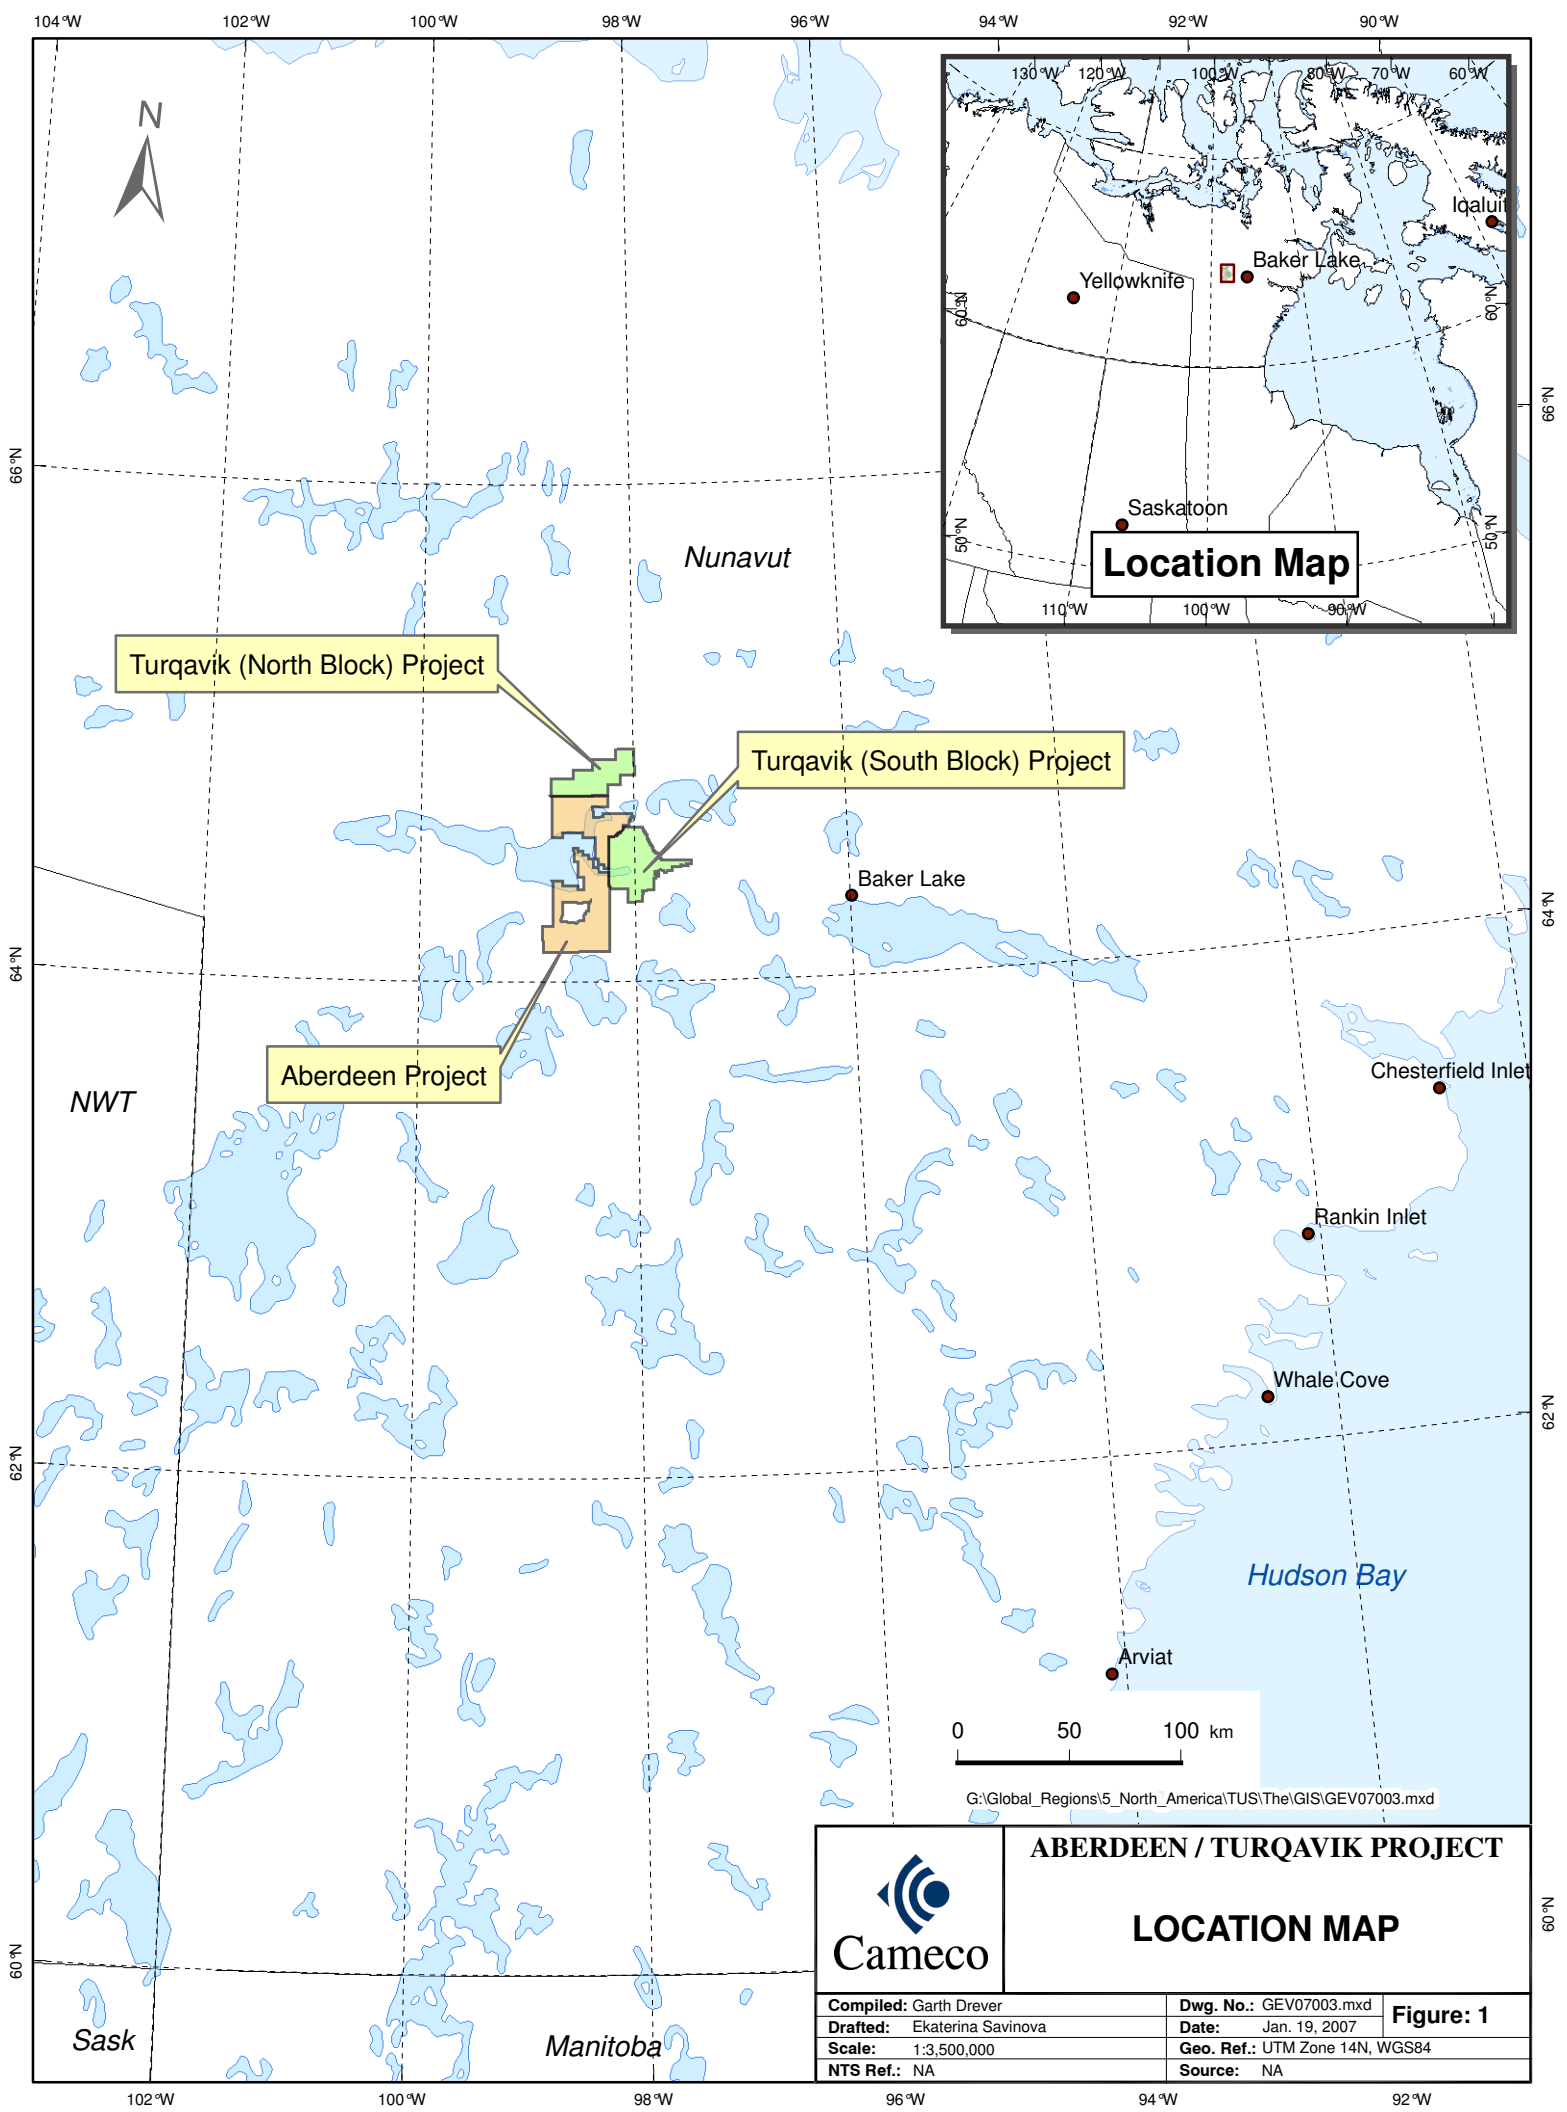 104°W 102°W 100°W 98°W 96°W 94°W 92°W 90°W
N
130°W 120°W 100°W 80°W 70°W 60°W
Iqaluit
Baker Lake
Yellowknife
60°N 60°N
Saskatoon
50°N 50°N
Location Map
110°W 100°W 90°W
66°N 66°N
Nunavut
Turqavik (North Block) Project
Turqavik (South Block) Project
Baker Lake
64°N 64°N
Aberdeen Project
NWT
Chesterfield Inlet
Rankin Inlet
Whale Cove
62°N 62°N
Hudson Bay
Arviat
0 50 100 km
G:\Global_Regions\5_North_America\TUS\The\GIS\GEV07003.mxd
ABERDEEN / TURQAVIK PROJECT
LOCATION MAP
Cameco
60°N 60°N
Compiled: Garth Drever
Drafted: Ekaterina Savinova
Scale: 1:3,500,000
NTS Ref.: NA
Dwg. No.: GEV07003.mxd
Date: Jan. 19, 2007
Figure: 1
Geo. Ref.: UTM Zone 14N, WGS84
Source: NA
Sask
Manitoba
102°W 100°W 98°W 96°W 94°W 92°W